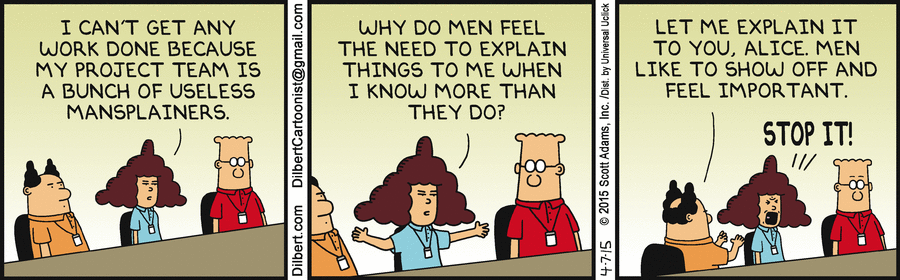 I CAN'T GET ANY
WORK DONE BECAUSE
MY PROJECT TEAM IS
A BUNCH OF USELESS
MANSPLAINERS.
Dilbert.com DilbertCartoonist@gmail.com
WHY DO MEN FEEL
THE NEED TO EXPLAIN
THINGS TO ME WHEN
I KNOW MORE THAN
THEY DO?
4-7-15 © 2015 Scott Adams, Inc. /Dist. by Universal Uclick
LET ME EXPLAIN IT
TO YOU, ALICE. MEN
LIKE TO SHOW OFF AND
FEEL IMPORTANT.
STOP IT!